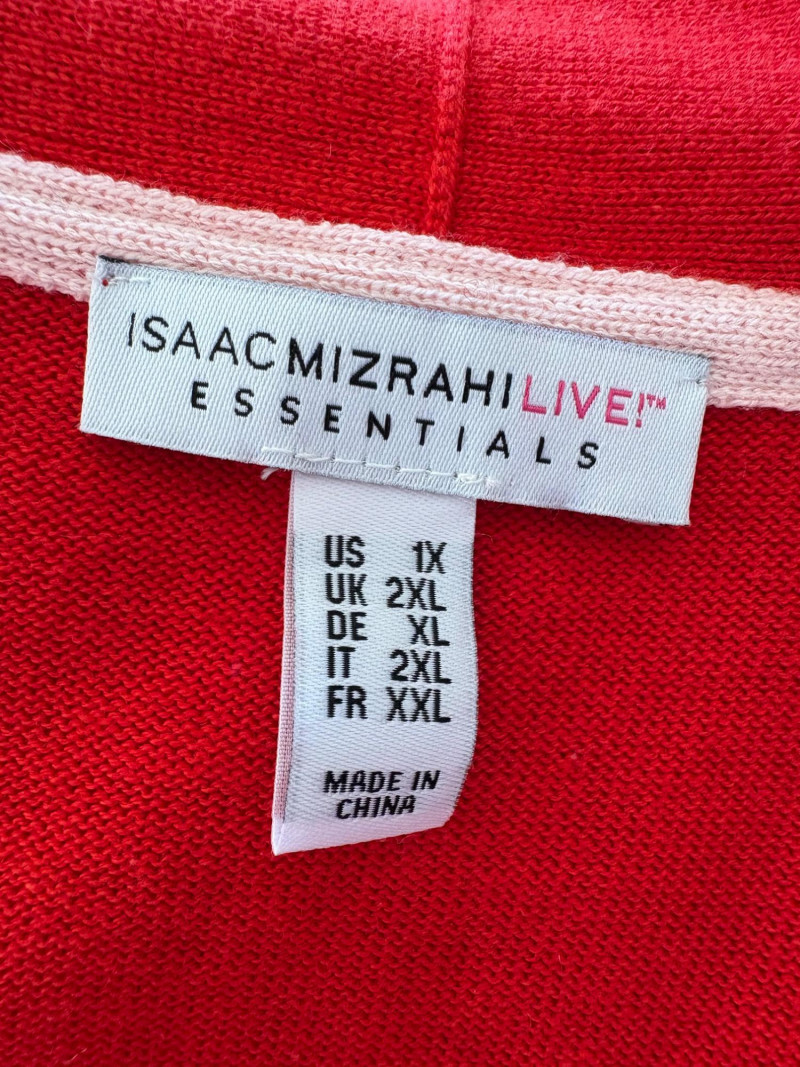 ISAACMIZRAHILIVE!™
ESSENTIALS
US 1X
UK 2XL
DE XL
IT 2XL
FR XXL
MADE IN
CHINA